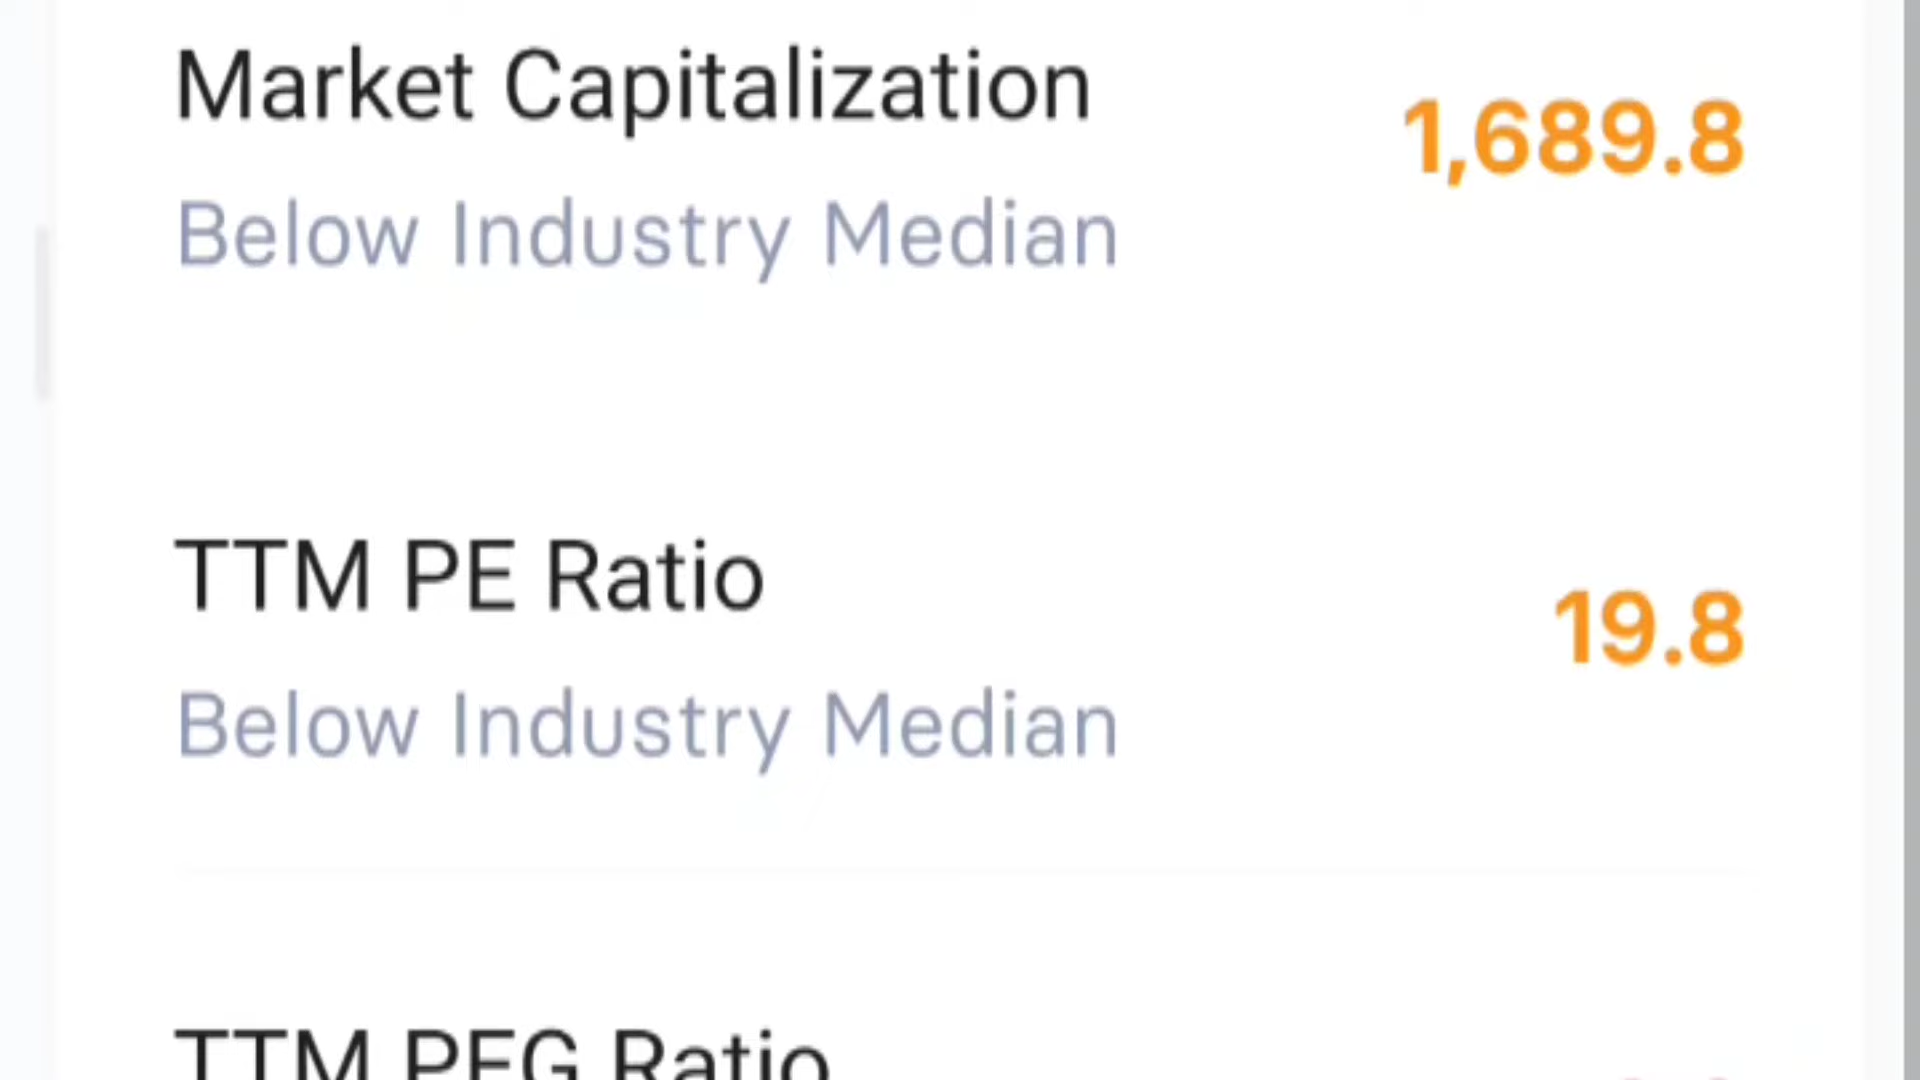 Market Capitalization
1,689.8
Below Industry Median
TTM PE Ratio
19.8
Below Industry Median
TTM PEG Ratio